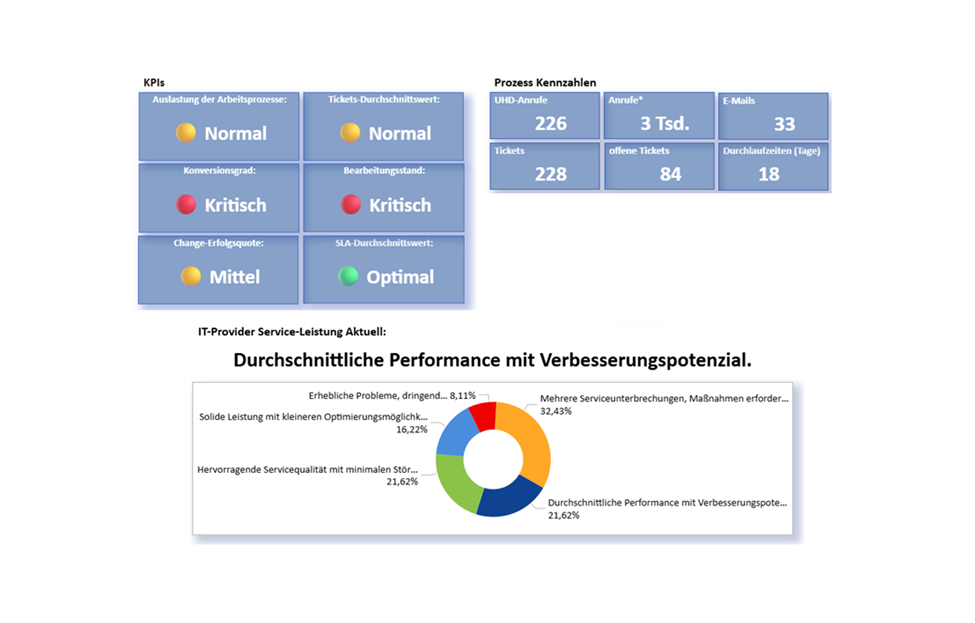 KPIs
Auslastung der Arbeitsprozesse:
Normal
Tickets-Durchschnittswert:
Normal
Konversionsgrad:
Kritisch
Bearbeitungsstand:
Kritisch
Change-Erfolgsquote:
Mittel
SLA-Durchschnittswert:
Optimal
Prozess Kennzahlen
UHD-Anrufe
226
Anrufe*
3 Tsd.
E-Mails
33
Tickets
228
offene Tickets
84
Durchlaufzeiten (Tage)
18
IT-Provider Service-Leistung Aktuell:
Durchschnittliche Performance mit Verbesserungspotenzial.
Erhebliche Probleme, dringend... 8,11%
Mehrere Serviceunterbrechungen, Maßnahmen erforder...
32,43%
Solide Leistung mit kleineren Optimierungsmöglichk...
16,22%
Hervorragende Servicequalität mit minimalen Stör...
21,62%
Durchschnittliche Performance mit Verbesserungspote...
21,62%